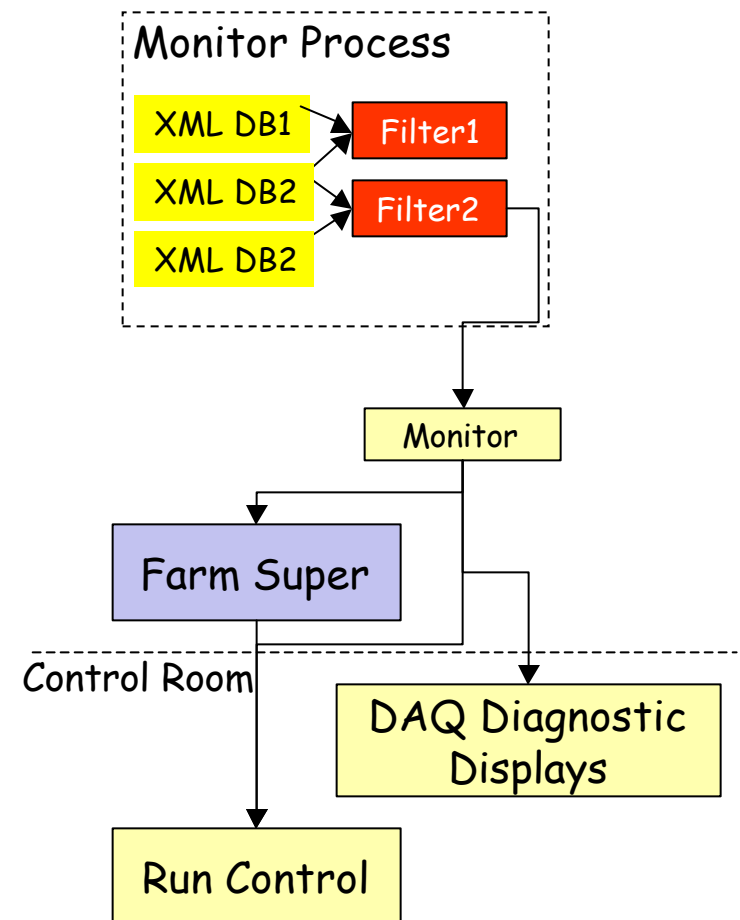 Monitor Process
XML DB1
Filter1
XML DB2
Filter2
XML DB2
Monitor
Farm Super
Control Room
DAQ Diagnostic
Displays
Run Control